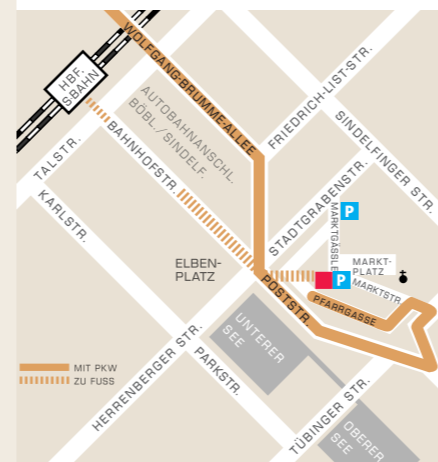 HBF.
SBAHN
WOLFGANG-BRUMME-ALLEE
FRIEDRICH-LIST-STR.
AUTOBAHNANSCHL.
BÖBL./SINDELF.
SINDELFINGER STR.
TALSTR.
BAHNHOFSTR.
KARLSTR.
STADTGRABENSTR.
MARKTGÄSSLE
P
ELBEN-
PLATZ
MARKT-
PLATZ
P
MARKTSTR.
POSTSTR.
PFARRGASSE
UNTERER
SEE
HERRENBERGER STR.
PARKSTR.
MIT PKW
ZU FUSS
TÜBINGER STR.
OBERER
SEE